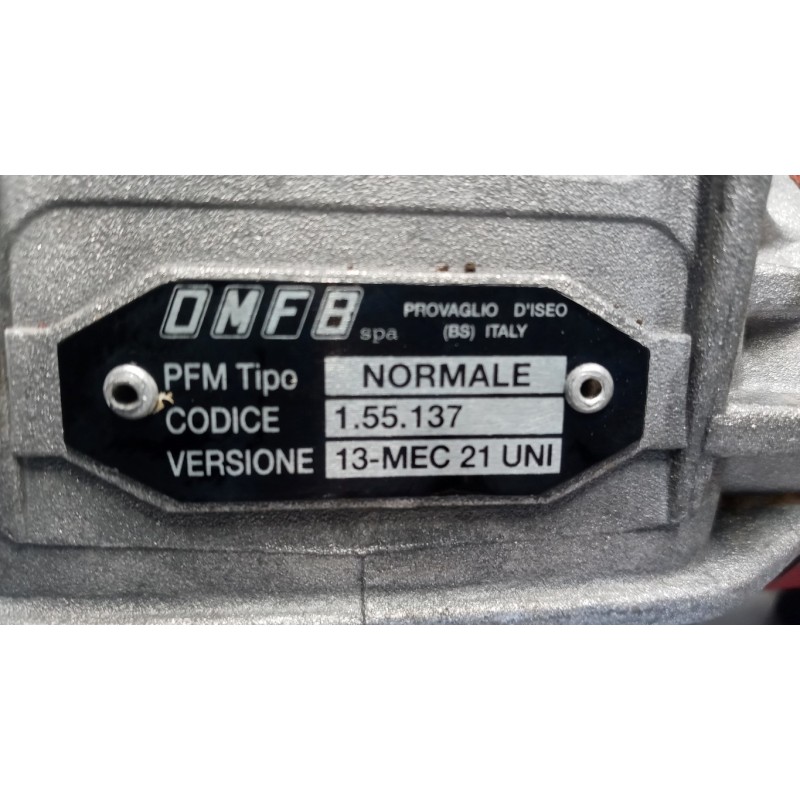 OMFB spa PROVAGLIO D'ISEO
(BS) ITALY
PFM Tipo NORMALE
CODICE 1.55.137
VERSIONE 13-MEC 21 UNI